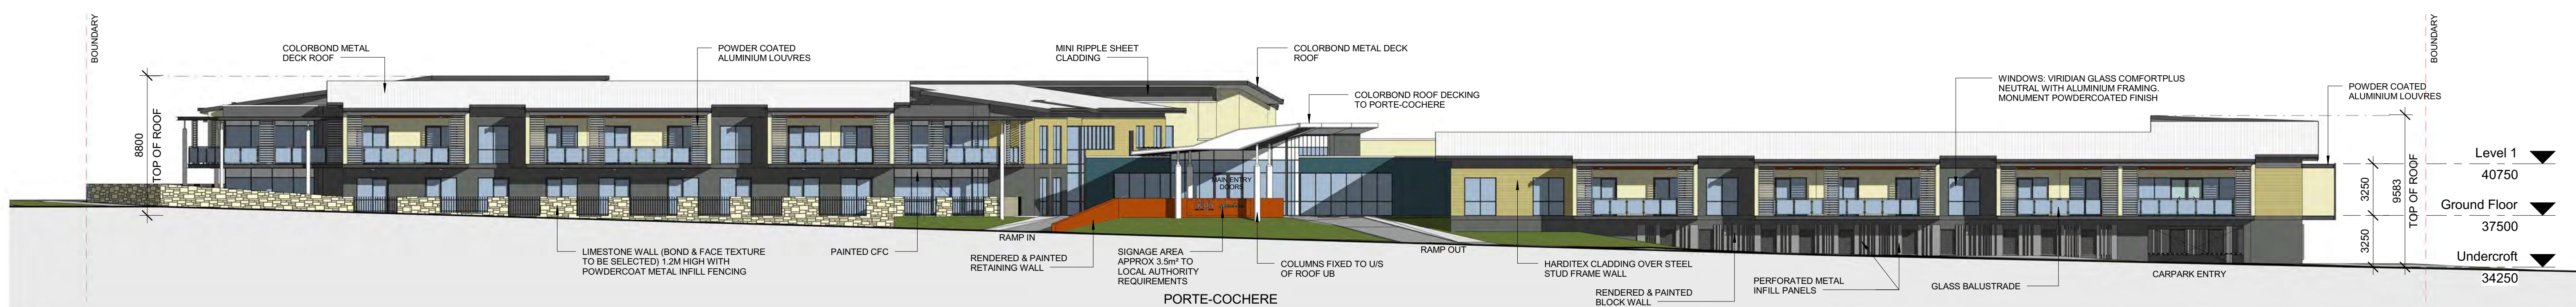 BOUNDARY
8800
TOP OF ROOF
COLORBOND METAL
DECK ROOF
POWDER COATED
ALUMINIUM LOUVRES
MINI RIPPLE SHEET
CLADDING
COLORBOND METAL DECK
ROOF
COLORBOND ROOF DECKING
TO PORTE-COCHERE
WINDOWS: VIRIDIAN GLASS COMFORTPLUS
NEUTRAL WITH ALUMINIUM FRAMING.
MONUMENT POWDERCOATED FINISH
POWDER COATED
ALUMINIUM LOUVRES
BOUNDARY
MAIN ENTRY
DOORS
LIMESTONE WALL (BOND & FACE TEXTURE
TO BE SELECTED) 1.2M HIGH WITH
POWDERCOAT METAL INFILL FENCING
PAINTED CFC
RAMP IN
RENDERED & PAINTED
RETAINING WALL
SIGNAGE AREA
APPROX 3.5m² TO
LOCAL AUTHORITY
REQUIREMENTS
COLUMNS FIXED TO U/S
OF ROOF UB
RAMP OUT
HARDITEX CLADDING OVER STEEL
STUD FRAME WALL
RENDERED & PAINTED
BLOCK WALL
PERFORATED METAL
INFILL PANELS
GLASS BALUSTRADE
CARPARK ENTRY
3250
3250
9583
TOP OF ROOF
Level 1
40750
Ground Floor
37500
Undercroft
34250
PORTE-COCHERE